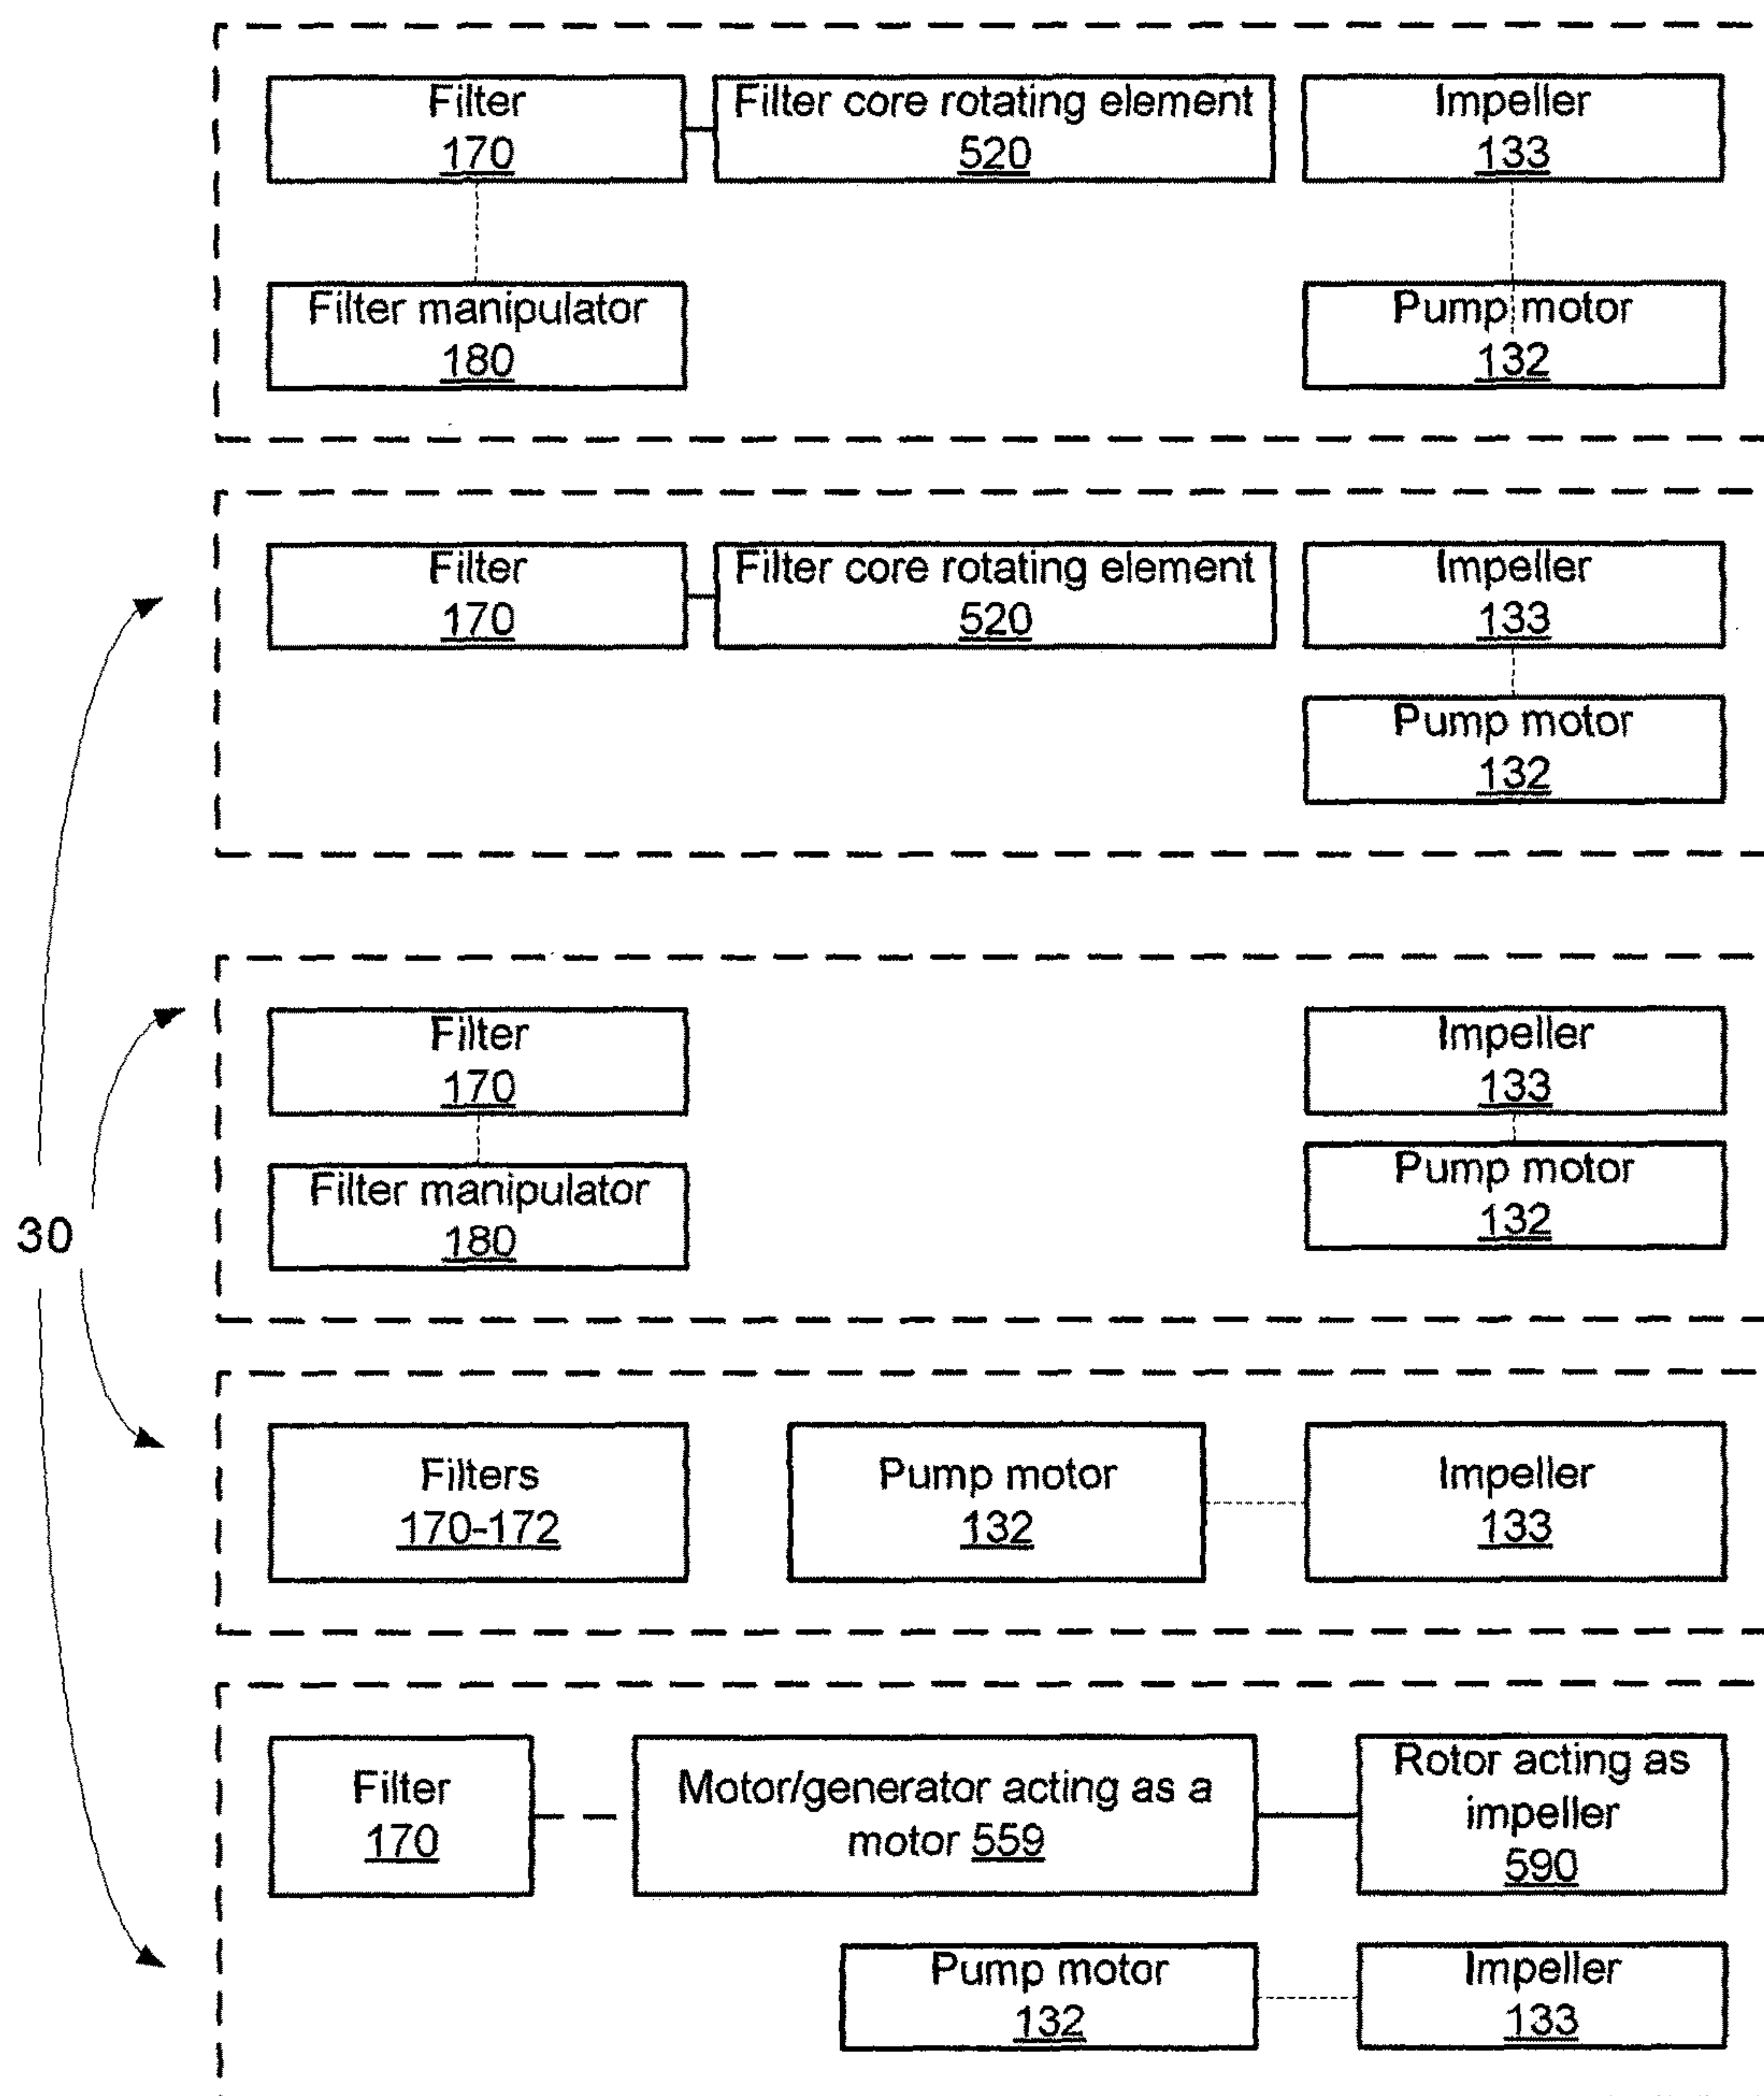 Filter
170
Filter core rotating element
520
Impeller
133
Filter manipulator
180
Pump motor
132
Filter
170
Filter core rotating element
520
Impeller
133
Pump motor
132
Filter
170
Impeller
133
Filter manipulator
180
Pump motor
132
30
Filters
170-172
Pump motor
132
Impeller
133
Filter
170
Motor/generator acting as a
motor 559
Rotor acting as
impeller
590
Pump motor
132
Impeller
133